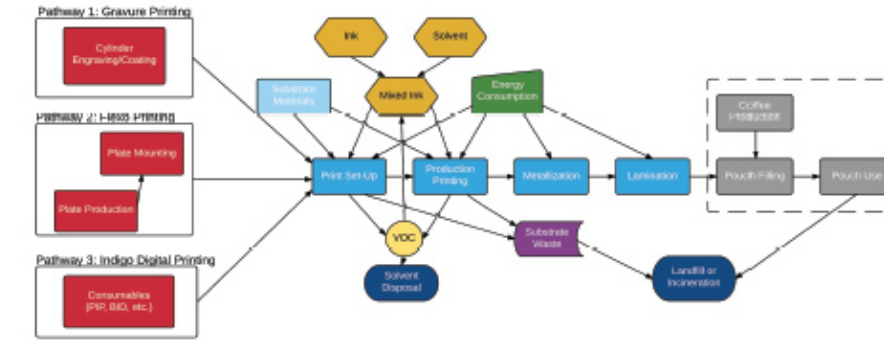 Pathway 1: Gravure Printing
Cylinder
Engraving/Coating
Pathway 2: Flexo Printing
Plate Mounting
Plate Production
Pathway 3: Indigo Digital Printing
Consumables
(PIP, BID, etc.)
Ink
Solvent
Substrate
Materials
Mixed Ink
Energy
Consumption
Print Set-Up
Production
Printing
Metallization
Lamination
Coffee
Production
Pouch Filling
Pouch Use
VOC
Solvent
Disposal
Substrate
Waste
Landfill or
Incineration